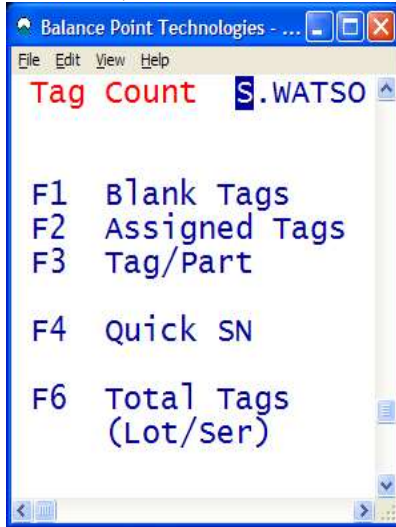 Balance Point Technologies - ...
File Edit View Help
Tag Count S.WATSO
F1 Blank Tags
F2 Assigned Tags
F3 Tag/Part
F4 Quick SN
F6 Total Tags
(Lot/Ser)